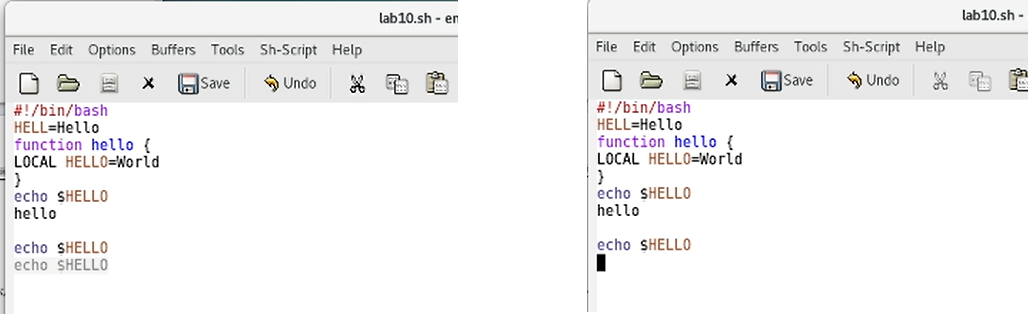 lab10.sh - en
File Edit Options Buffers Tools Sh-Script Help
Save Undo
#!/bin/bash
HELL=Hello
function hello {
LOCAL HELLO=World
}
echo $HELLO
hello
echo $HELLO
echo $HELLO
lab10.sh -
File Edit Options Buffers Tools Sh-Script Help
Save Undo
#!/bin/bash
HELL=Hello
function hello {
LOCAL HELLO=World
}
echo $HELLO
hello
echo $HELLO